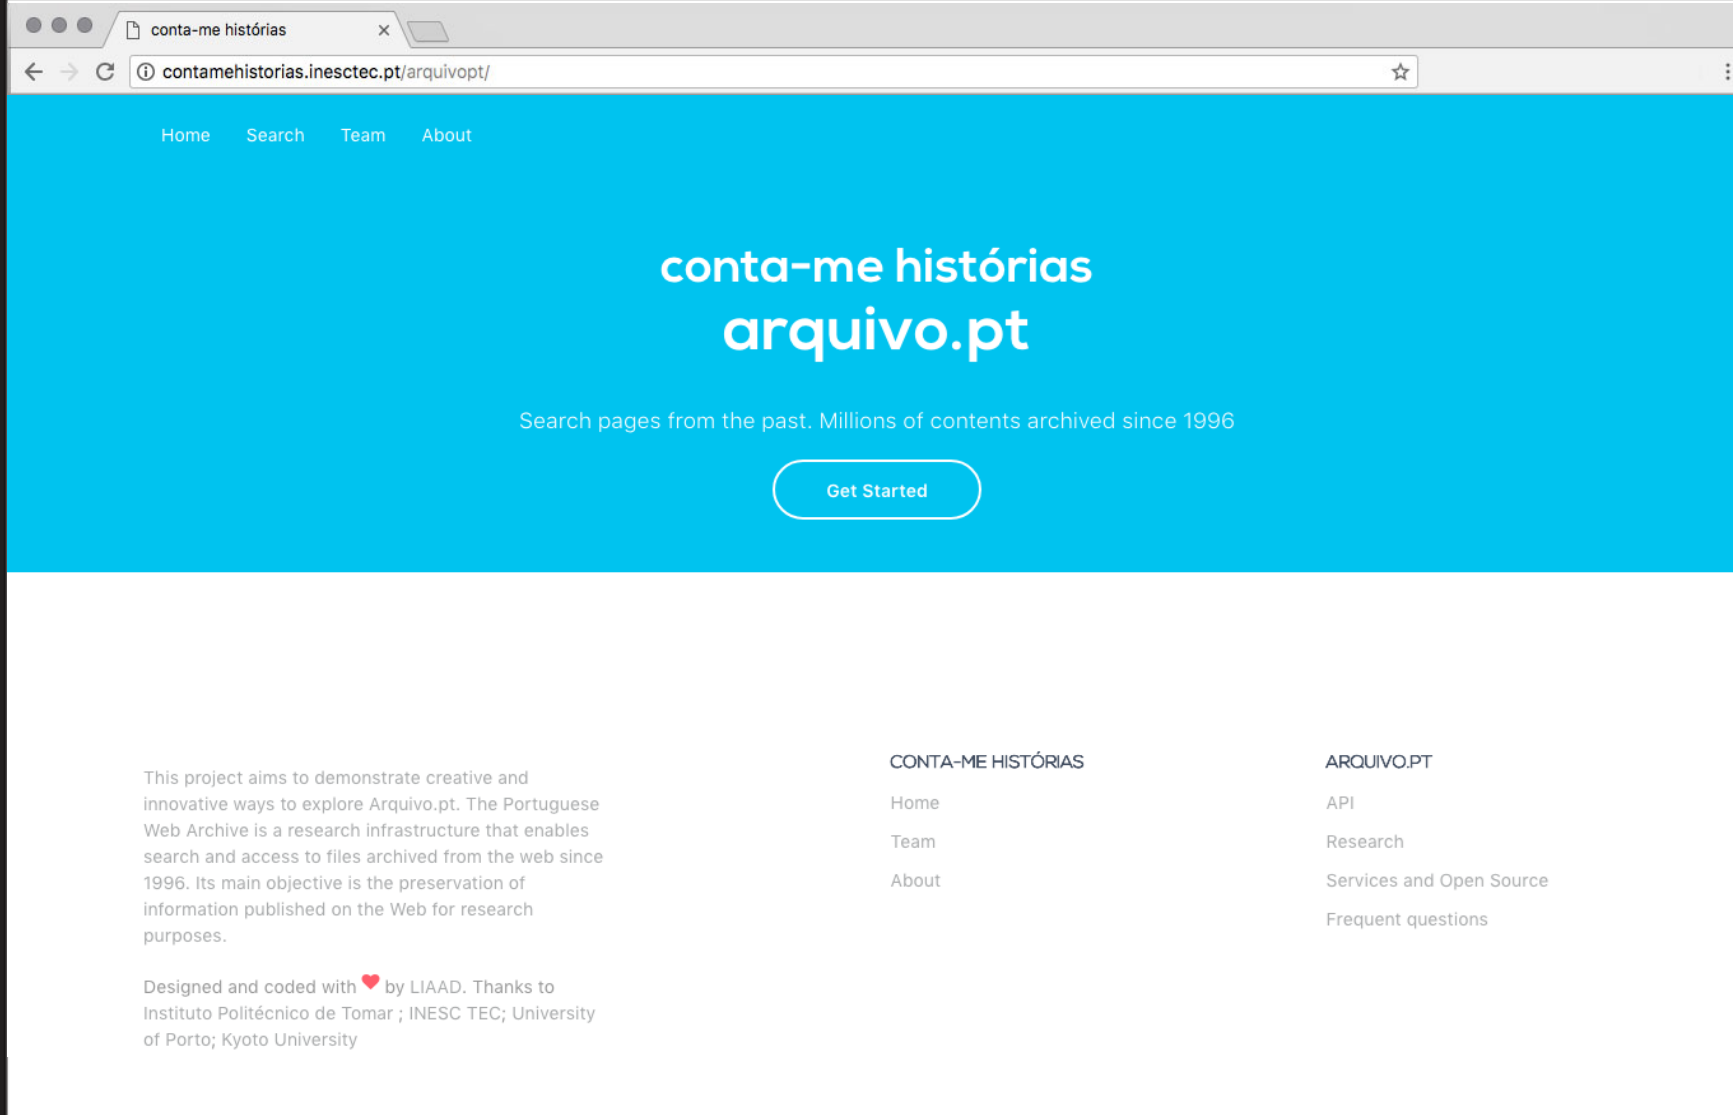 conta-me histórias
contamehistorias.inesctec.pt/arquivopt/
Home Search Team About
conta-me histórias
arquivo.pt
Search pages from the past. Millions of contents archived since 1996
Get Started
This project aims to demonstrate creative and
innovative ways to explore Arquivo.pt. The Portuguese
Web Archive is a research infrastructure that enables
search and access to files archived from the web since
1996. Its main objective is the preservation of
information published on the Web for research
purposes.
Designed and coded with ❤ by LIAAD. Thanks to
Instituto Politécnico de Tomar ; INESC TEC; University
of Porto; Kyoto University
CONTA-ME HISTÓRIAS
Home
Team
About
ARQUIVO.PT
API
Research
Services and Open Source
Frequent questions